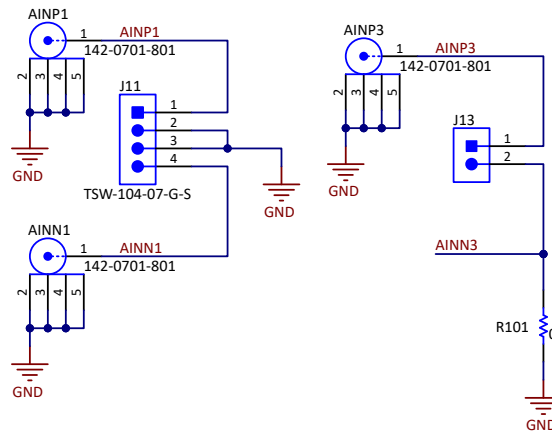 AINP1
1
AINP1
142-0701-801
2
3
4
5
GND
J11
1
2
3
4
TSW-104-07-G-S
GND
AINN1
1
AINN1
142-0701-801
2
3
4
5
GND
AINP3
1
AINP3
142-0701-801
2
3
4
5
GND
J13
1
2
AINN3
R101
0
GND